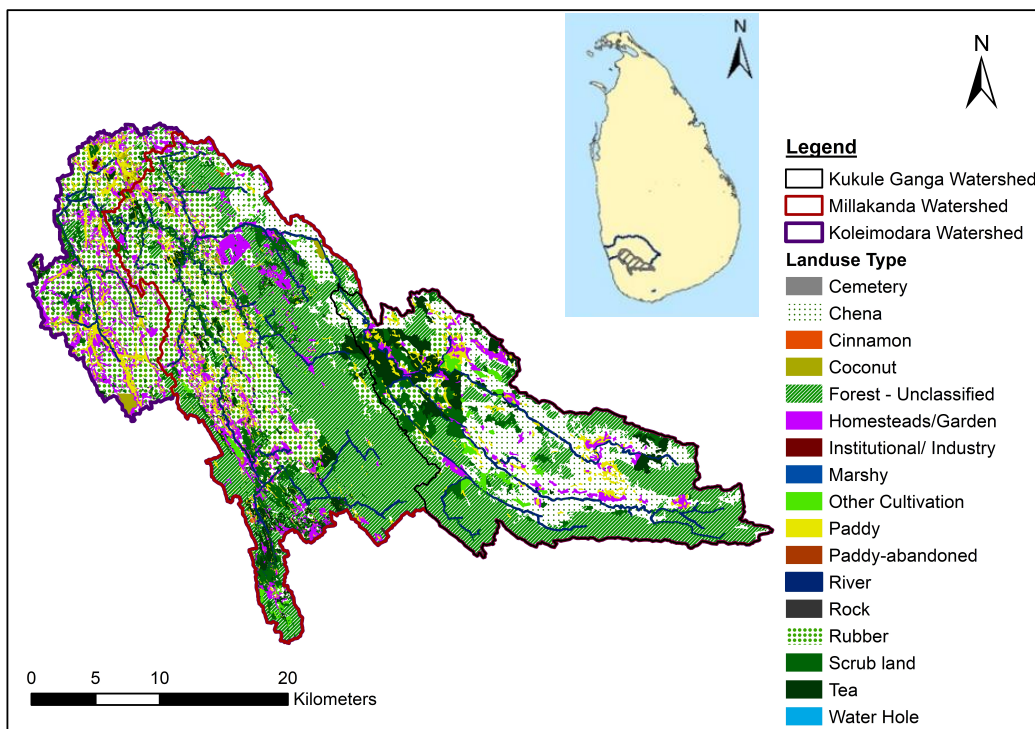 N
N
Legend
Kukule Ganga Watershed
Millakanda Watershed
Koleimodara Watershed
Landuse Type
Cemetery
Chena
Cinnamon
Coconut
Forest - Unclassified
Homesteads/Garden
Institutional/ Industry
Marshy
Other Cultivation
Paddy
Paddy-abandoned
River
Rock
Rubber
Scrub land
Tea
Water Hole
0 5 10 20
Kilometers